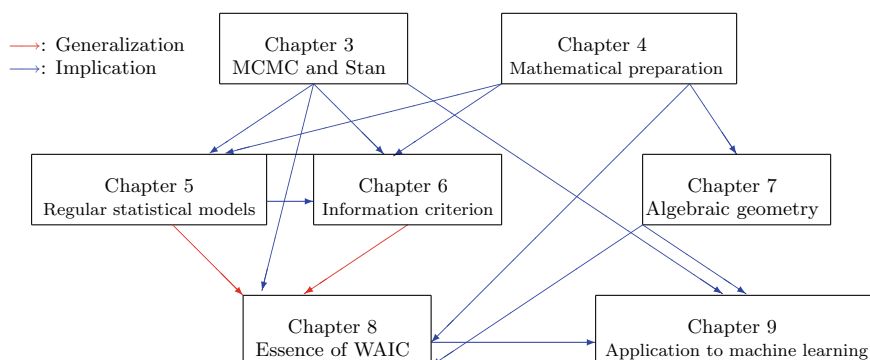 Chapter 3
MCMC and Stan
Chapter 4
Mathematical preparation
: Generalization
: Implication
Chapter 5
Regular statistical models
Chapter 6
Information criterion
Chapter 7
Algebraic geometry
Chapter 8
Essence of WAIC
Chapter 9
Application to machine learning